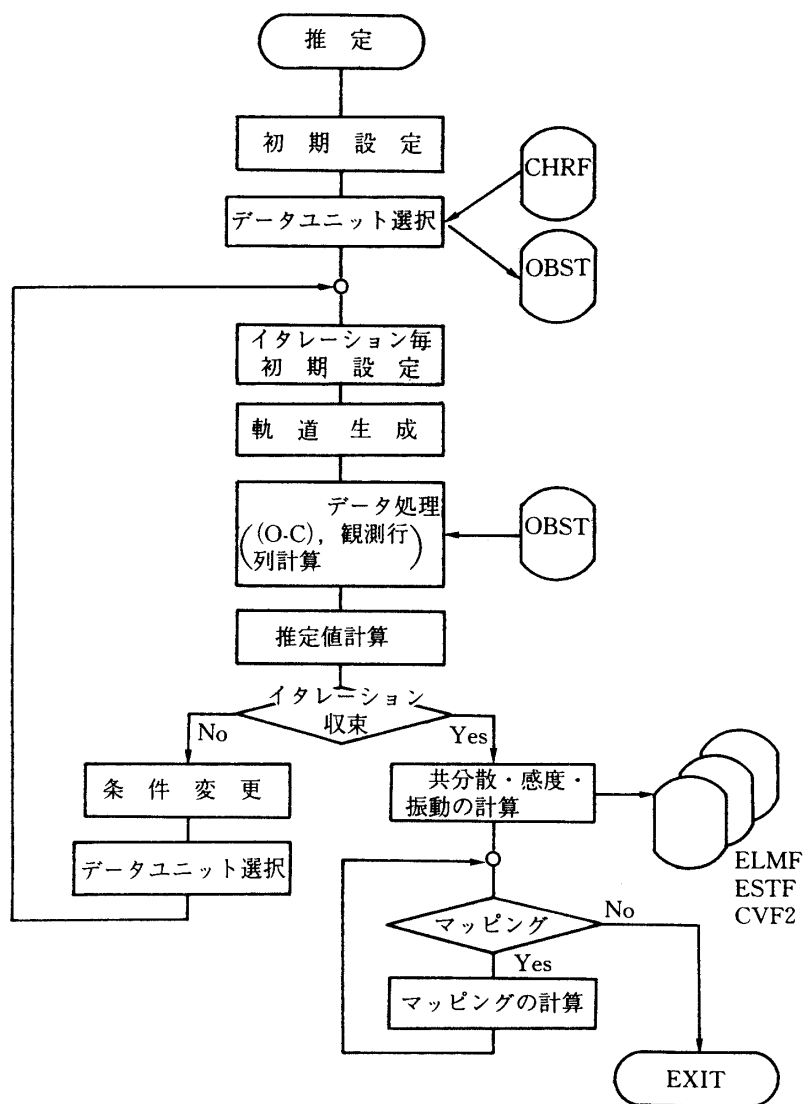 推 定
初 期 設 定
CHRF
データユニット選択
OBST
イタレーション毎
初 期 設 定
軌 道 生 成
データ処理
((O-C), 観測行
列計算)
OBST
推定値計算
イタレーション
収束
No
Yes
条 件 変 更
共分散・感度・
振動の計算
データユニット選択
ELMF
ESTF
CVF2
マッピング
No
Yes
マッピングの計算
EXIT